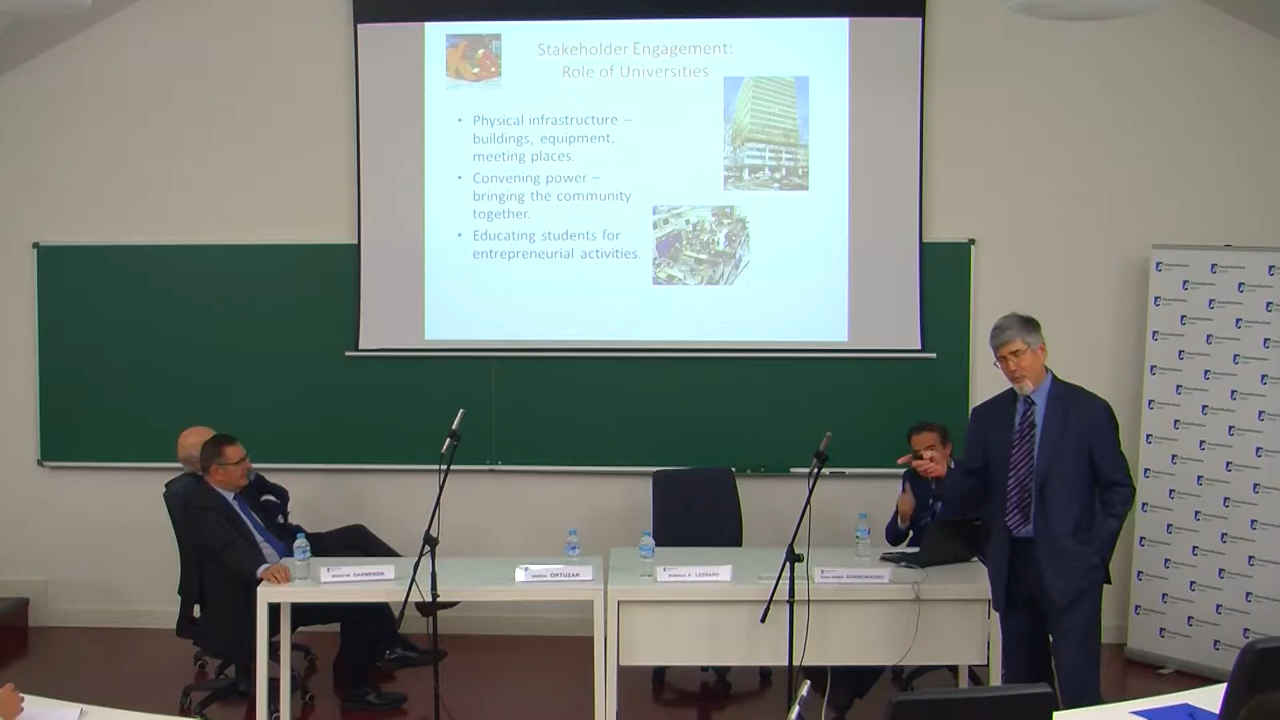 Stakeholder Engagement:
Role of Universities
• Physical infrastructure –
buildings, equipment,
meeting places.
• Convening power –
bringing the community
together.
• Educating students for
entrepreneurial activities.
GARMENDIA
ORTUZAR
LESSARD